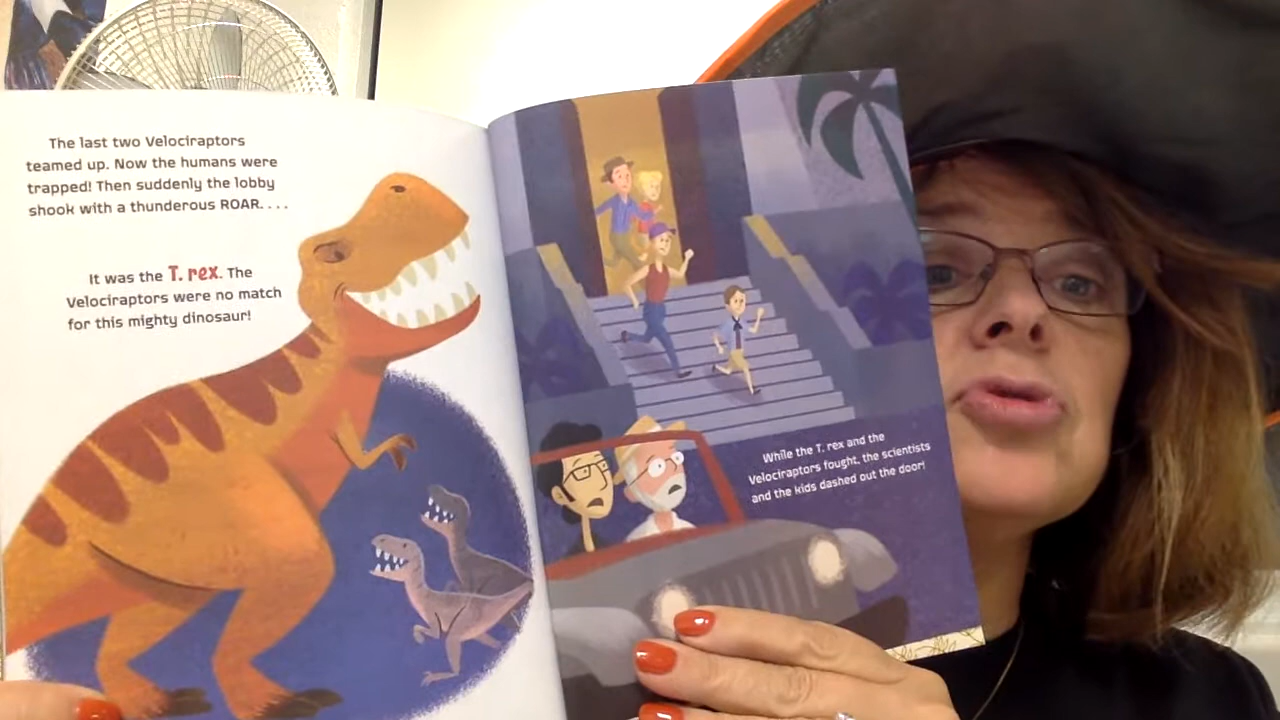 The last two Velociraptors
teamed up. Now the humans were
trapped! Then suddenly the lobby
shook with a thunderous ROAR. . . .
It was the T. rex. The
Velociraptors were no match
for this mighty dinosaur!
While the T. rex and the
Velociraptors fought, the scientists
and the kids dashed out the door!